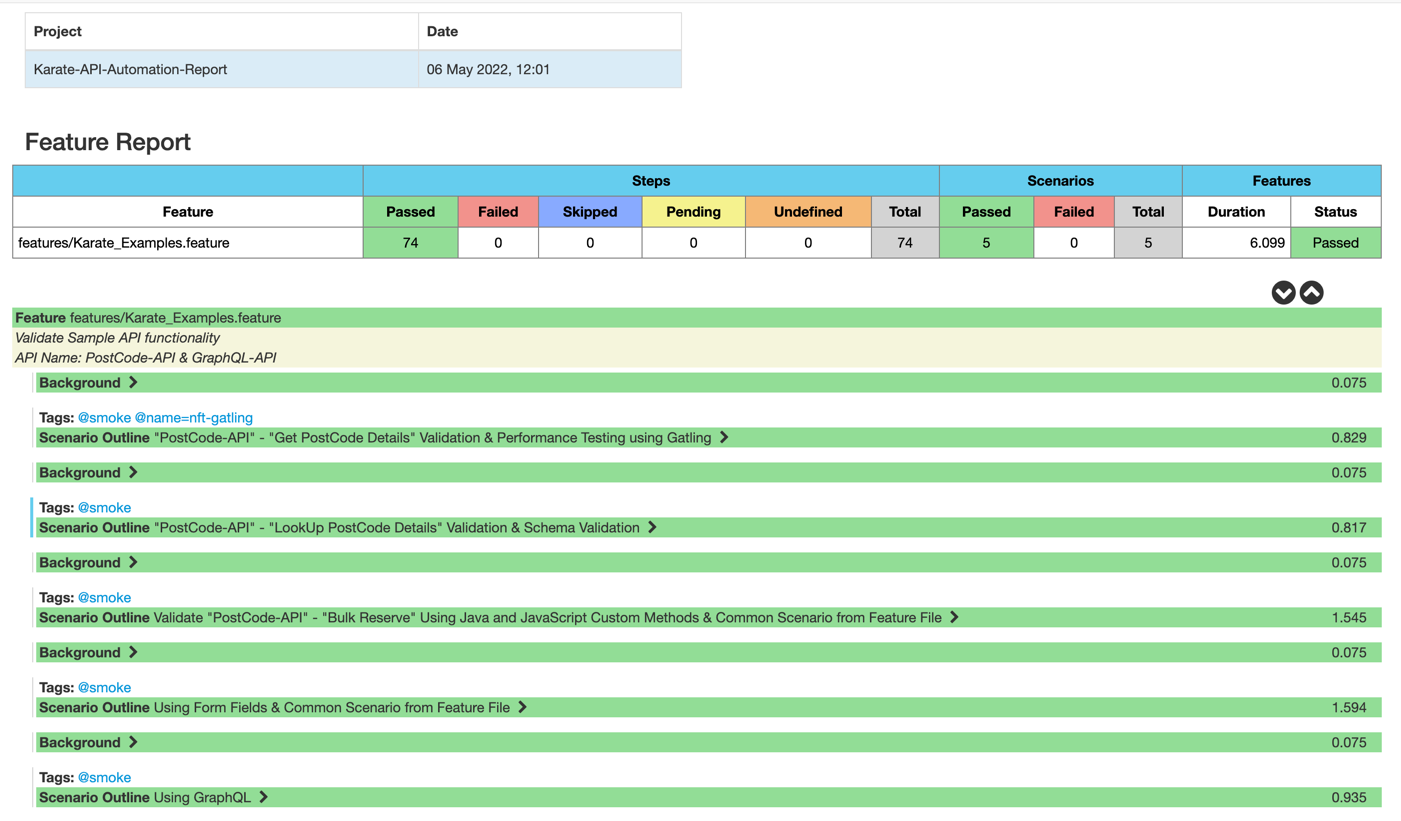 Project Date
Karate-API-Automation-Report 06 May 2022, 12:01
Feature Report
Steps Scenarios Features
Feature Passed Failed Skipped Pending Undefined Total Passed Failed Total Duration Status
features/Karate_Examples.feature 74 0 0 0 0 74 5 0 5 6.099 Passed
Feature features/Karate_Examples.feature
Validate Sample API functionality
API Name: PostCode-API & GraphQL-API
Background 0.075
Tags: @smoke @name=nft-gatling
Scenario Outline "PostCode-API" - "Get PostCode Details" Validation & Performance Testing using Gatling 0.829
Background 0.075
Tags: @smoke
Scenario Outline "PostCode-API" - "LookUp PostCode Details" Validation & Schema Validation 0.817
Background 0.075
Tags: @smoke
Scenario Outline Validate "PostCode-API" - "Bulk Reserve" Using Java and JavaScript Custom Methods & Common Scenario from Feature File 1.545
Background 0.075
Tags: @smoke
Scenario Outline Using Form Fields & Common Scenario from Feature File 1.594
Background 0.075
Tags: @smoke
Scenario Outline Using GraphQL 0.935